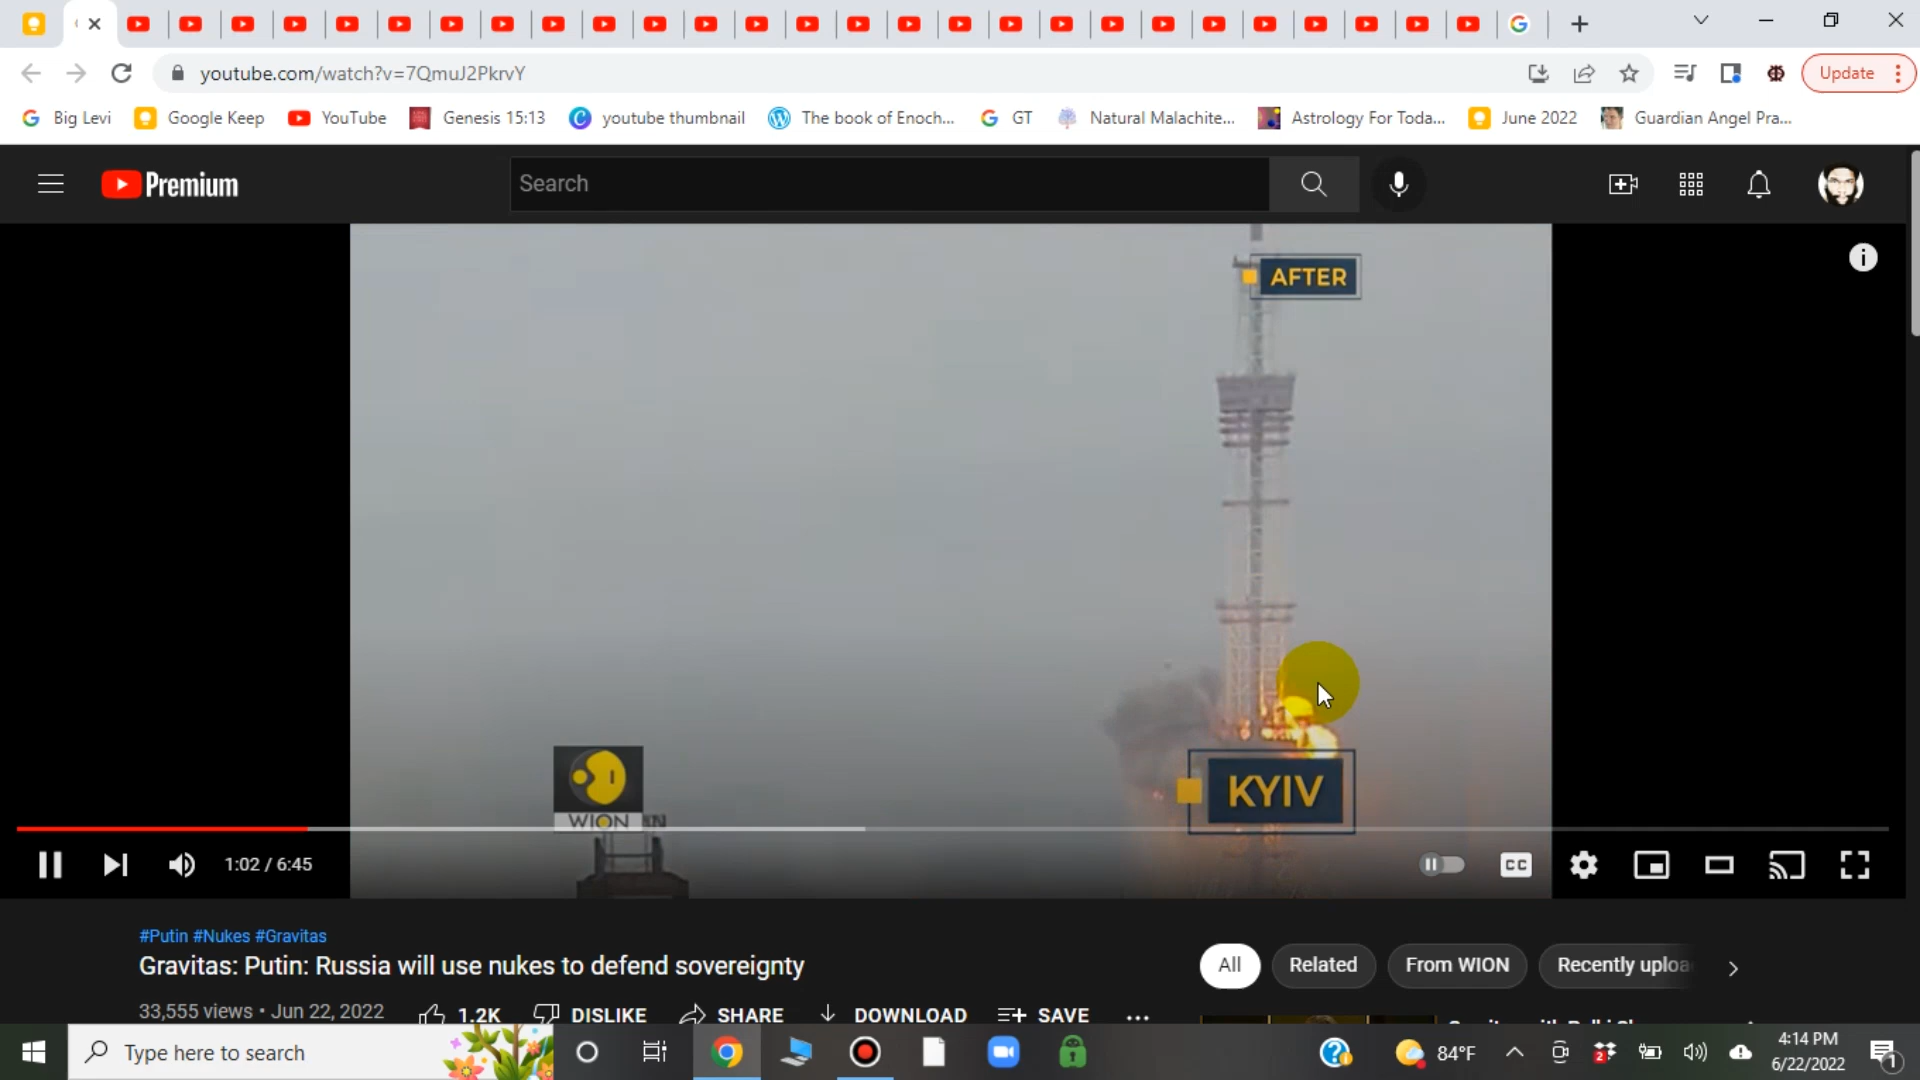 youtube.com/watch?v=7QmuJ2PkrvY
Update
Big Levi
Google Keep
YouTube
Genesis 15:13
youtube thumbnail
The book of Enoch...
GT
Natural Malachite...
Astrology For Toda...
June 2022
Guardian Angel Pra...
Premium
Search
AFTER
KYIV
WION
1:02 / 6:45
CC
#Putin #Nukes #Gravitas
Gravitas: Putin: Russia will use nukes to defend sovereignty
All
Related
From WION
Recently uploa
33,555 views • Jun 22, 2022
1.2K
DISLIKE
SHARE
DOWNLOAD
SAVE
Type here to search
2
84°F
4:14 PM
6/22/2022
1